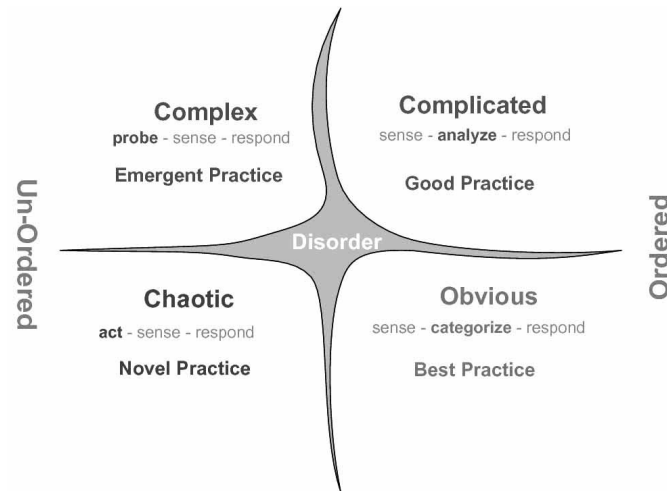 Complex
probe - sense - respond
Emergent Practice
Complicated
sense - analyze - respond
Good Practice
Un-Ordered
Disorder
Ordered
Chaotic
act - sense - respond
Novel Practice
Obvious
sense - categorize - respond
Best Practice